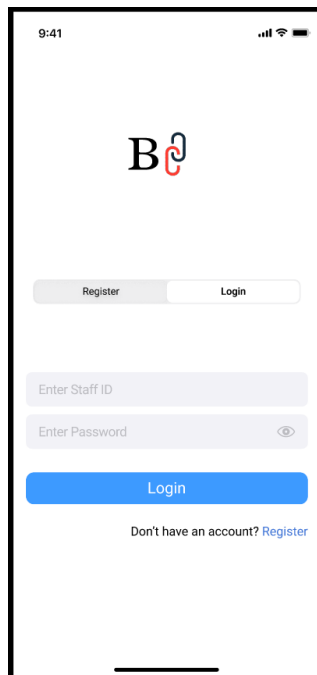 9:41
B
Register Login
Enter Staff ID
Enter Password
Login
Don't have an account? Register